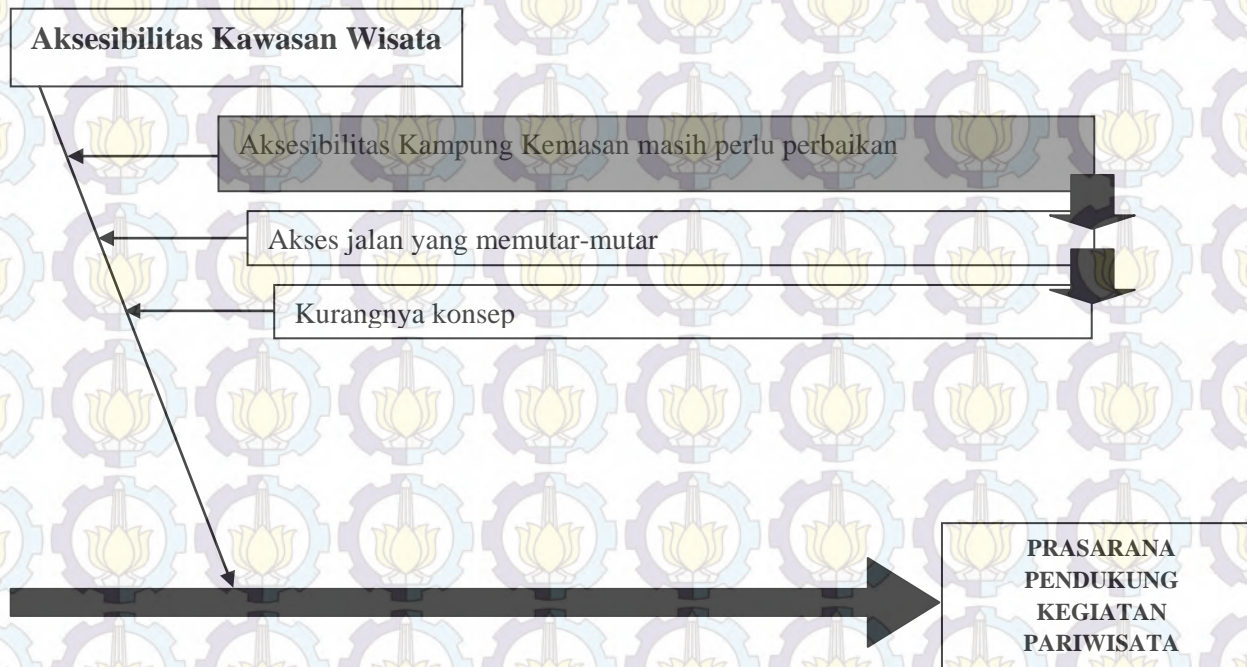 Aksesibilitas Kawasan Wisata
Aksesibilitas Kampung Kemasan masih perlu perbaikan
Akses jalan yang memutar-mutar
Kurangnya konsep
PRASARANA
PENDUKUNG
KEGIATAN
PARIWISATA